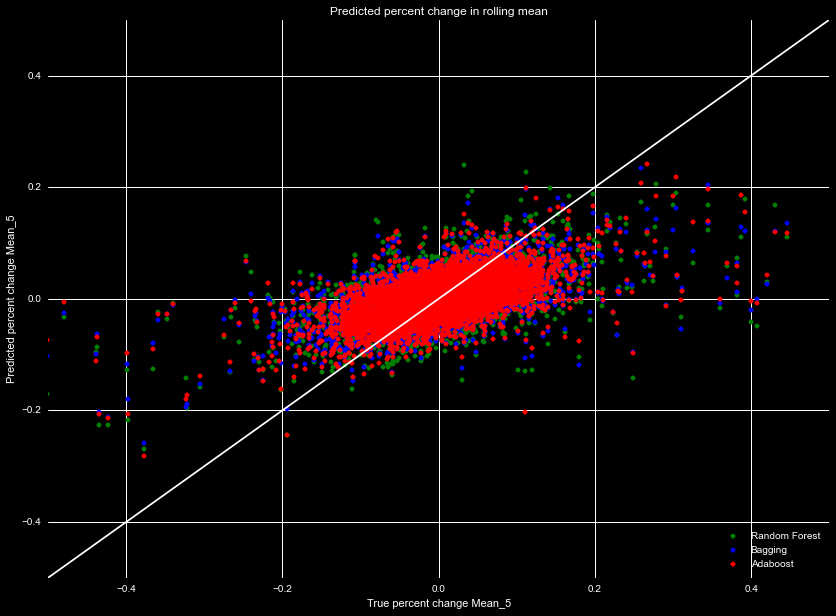 Predicted percent change in rolling mean
Predicted percent change Mean_5
0.4
0.2
0.0
−0.2
−0.4
−0.4
−0.2
0.0
0.2
0.4
True percent change Mean_5
Random Forest
Bagging
Adaboost